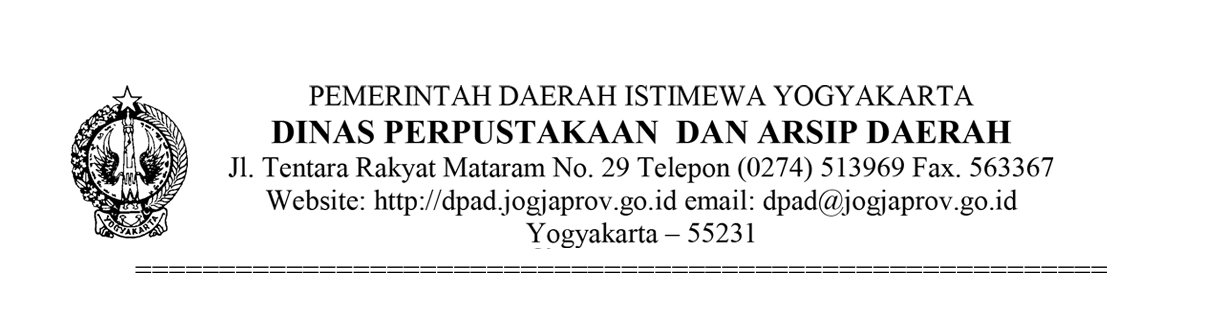 PEMERINTAH DAERAH ISTIMEWA YOGYAKARTA
DINAS PERPUSTAKAAN DAN ARSIP DAERAH
Jl. Tentara Rakyat Mataram No. 29 Telepon (0274) 513969 Fax. 563367
Website: http://dpad.jogjaprov.go.id email: dpad@jogjaprov.go.id
Yogyakarta – 55231
YOGYAKARTA